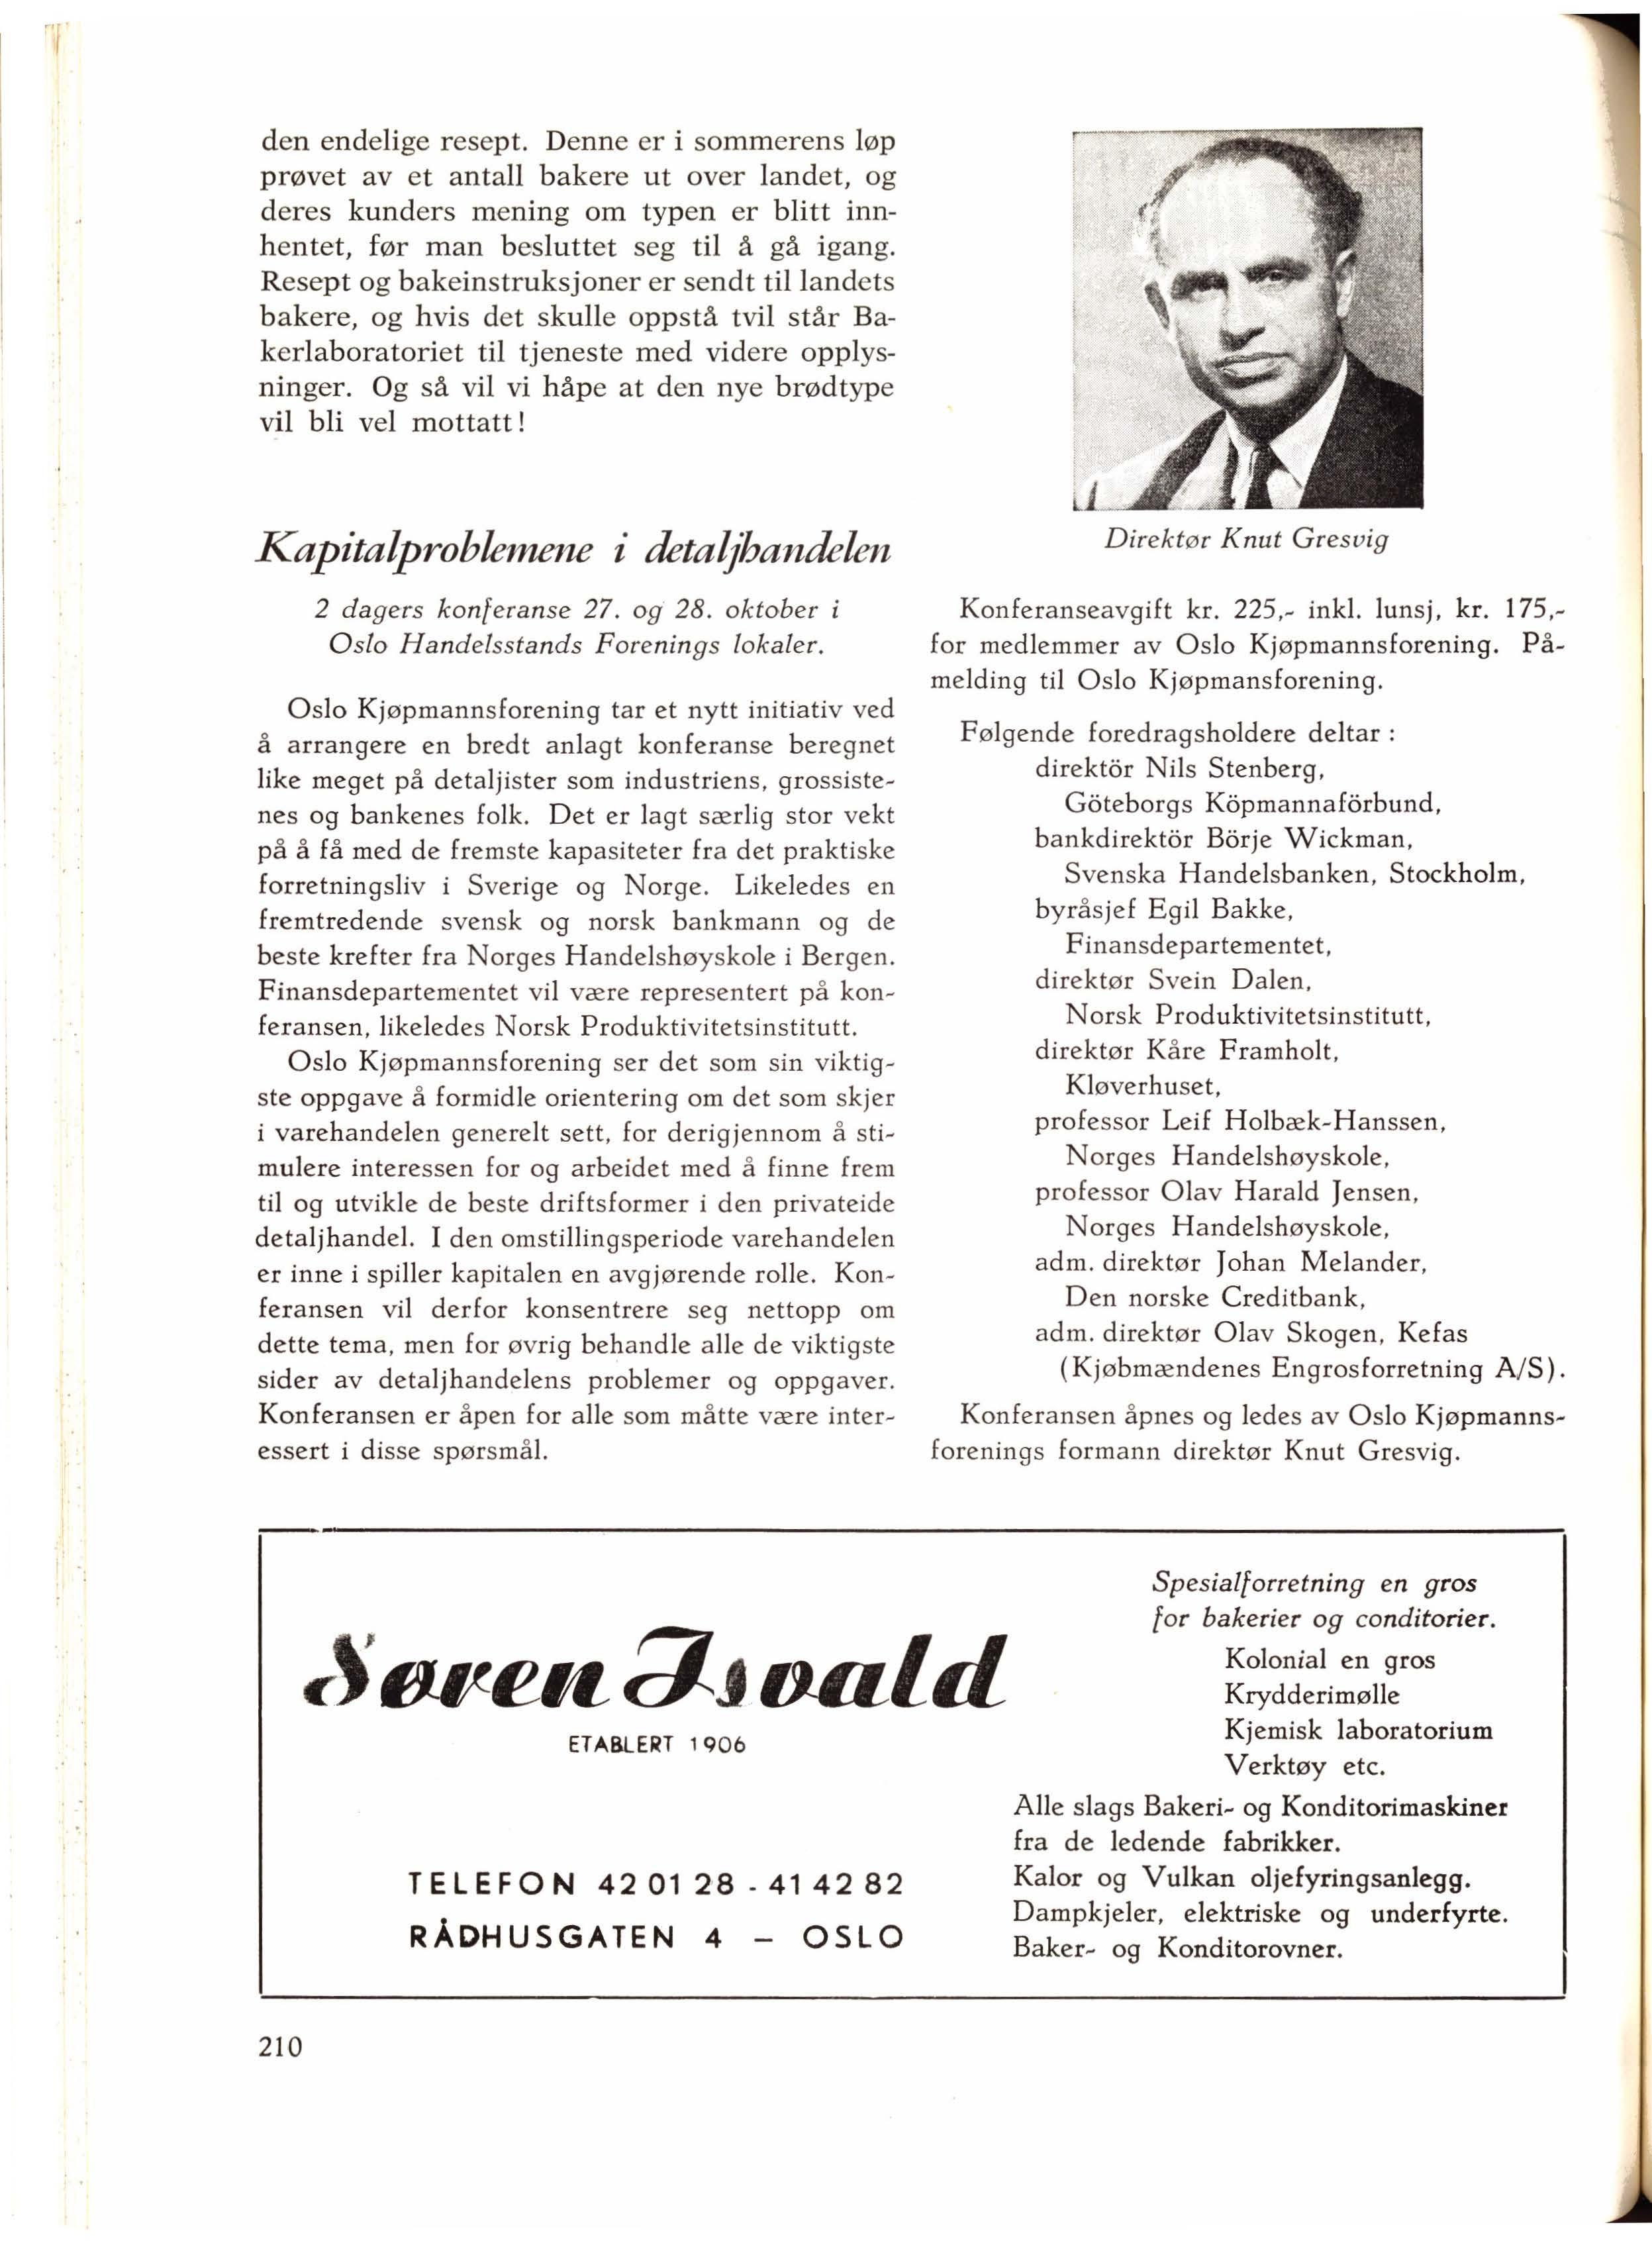 den endelige resept. Denne er i sommerens løp
prøvet av et antall bakere ut over landet, og
deres kunders mening om typen er blitt inn-
hentet, før man besluttet seg til å gå igang.
Resept og bakeinstruksjoner er sendt til landets
bakere, og hvis det skulle oppstå tvil står Ba-
kerlaboratoriet til tjeneste med videre opplys-
ninger. Og så vil vi håpe at den nye brødtype
vil bli vel mottatt!
Kapitalproblemene i detaljhandelen
2 dagers konferanse 27. og 28. oktober i
Oslo Handelsstands Forenings lokaler.
Oslo Kjøpmannsforening tar et nytt initiativ ved
å arrangere en bredt anlagt konferanse beregnet
like meget på detaljister som industriens, grossiste-
nes og bankenes folk. Det er lagt særlig stor vekt
på å få med de fremste kapasiteter fra det praktiske
forretningsliv i Sverige og Norge. Likeledes en
fremtredende svensk og norsk bankmann og de
beste krefter fra Norges Handelshøyskole i Bergen.
Finansdepartementet vil være representert på kon-
feransen, likeledes Norsk Produktivitetsinstitutt.
Oslo Kjøpmannsforening ser det som sin viktig-
ste oppgave å formidle orientering om det som skjer
i varehandelen generelt sett, for derigjennom å sti-
mulere interessen for og arbeidet med å finne frem
til og utvikle de beste driftsformer i den privateide
detaljhandel. I den omstillingsperiode varehandelen
er inne i spiller kapitalen en avgjørende rolle. Kon-
feransen vil derfor konsentrere seg nettopp om
dette tema, men for øvrig behandle alle de viktigste
sider av detaljhandelens problemer og oppgaver.
Konferansen er åpen for alle som måtte være inter-
essert i disse spørsmål.
Direktør Knut Gresvig
Konferanseavgift kr. 225,- inkl. lunsj, kr. 175,-
for medlemmer av Oslo Kjøpmannsforening. På-
melding til Oslo Kjøpmansforening.
Følgende foredragsholdere deltar :
direktör Nils Stenberg,
Göteborgs Köpmannaförbund,
bankdirektör Börje Wickman,
Svenska Handelsbanken, Stockholm,
byråsjef Egil Bakke,
Finansdepartementet,
direktør Svein Dalen,
Norsk Produktivitetsinstitutt,
direktør Kåre Framholt,
Kløverhuset,
professor Leif Holbæk-Hanssen,
Norges Handelshøyskole,
professor Olav Harald Jensen,
Norges Handelshøyskole,
adm. direktør Johan Melander,
Den norske Creditbank,
adm. direktør Olav Skogen, Kefas
(Kjøbmændenes Engrosforretning A/S).
Konferansen åpnes og ledes av Oslo Kjøpmanns-
forenings formann direktør Knut Gresvig.
Søren Isvald
ETABLERT 1906
TELEFON 42 01 28 - 41 42 82
RÅDHUSGATEN 4 – OSLO
Spesialforretning en gros
for bakerier og conditorier.
Kolonial en gros
Krydderimølle
Kjemisk laboratorium
Verktøy etc.
Alle slags Bakeri- og Konditorimaskiner
fra de ledende fabrikker.
Kalor og Vulkan oljefyringsanlegg.
Dampkjeler, elektriske og underfyrte.
Baker- og Konditorovner.
210